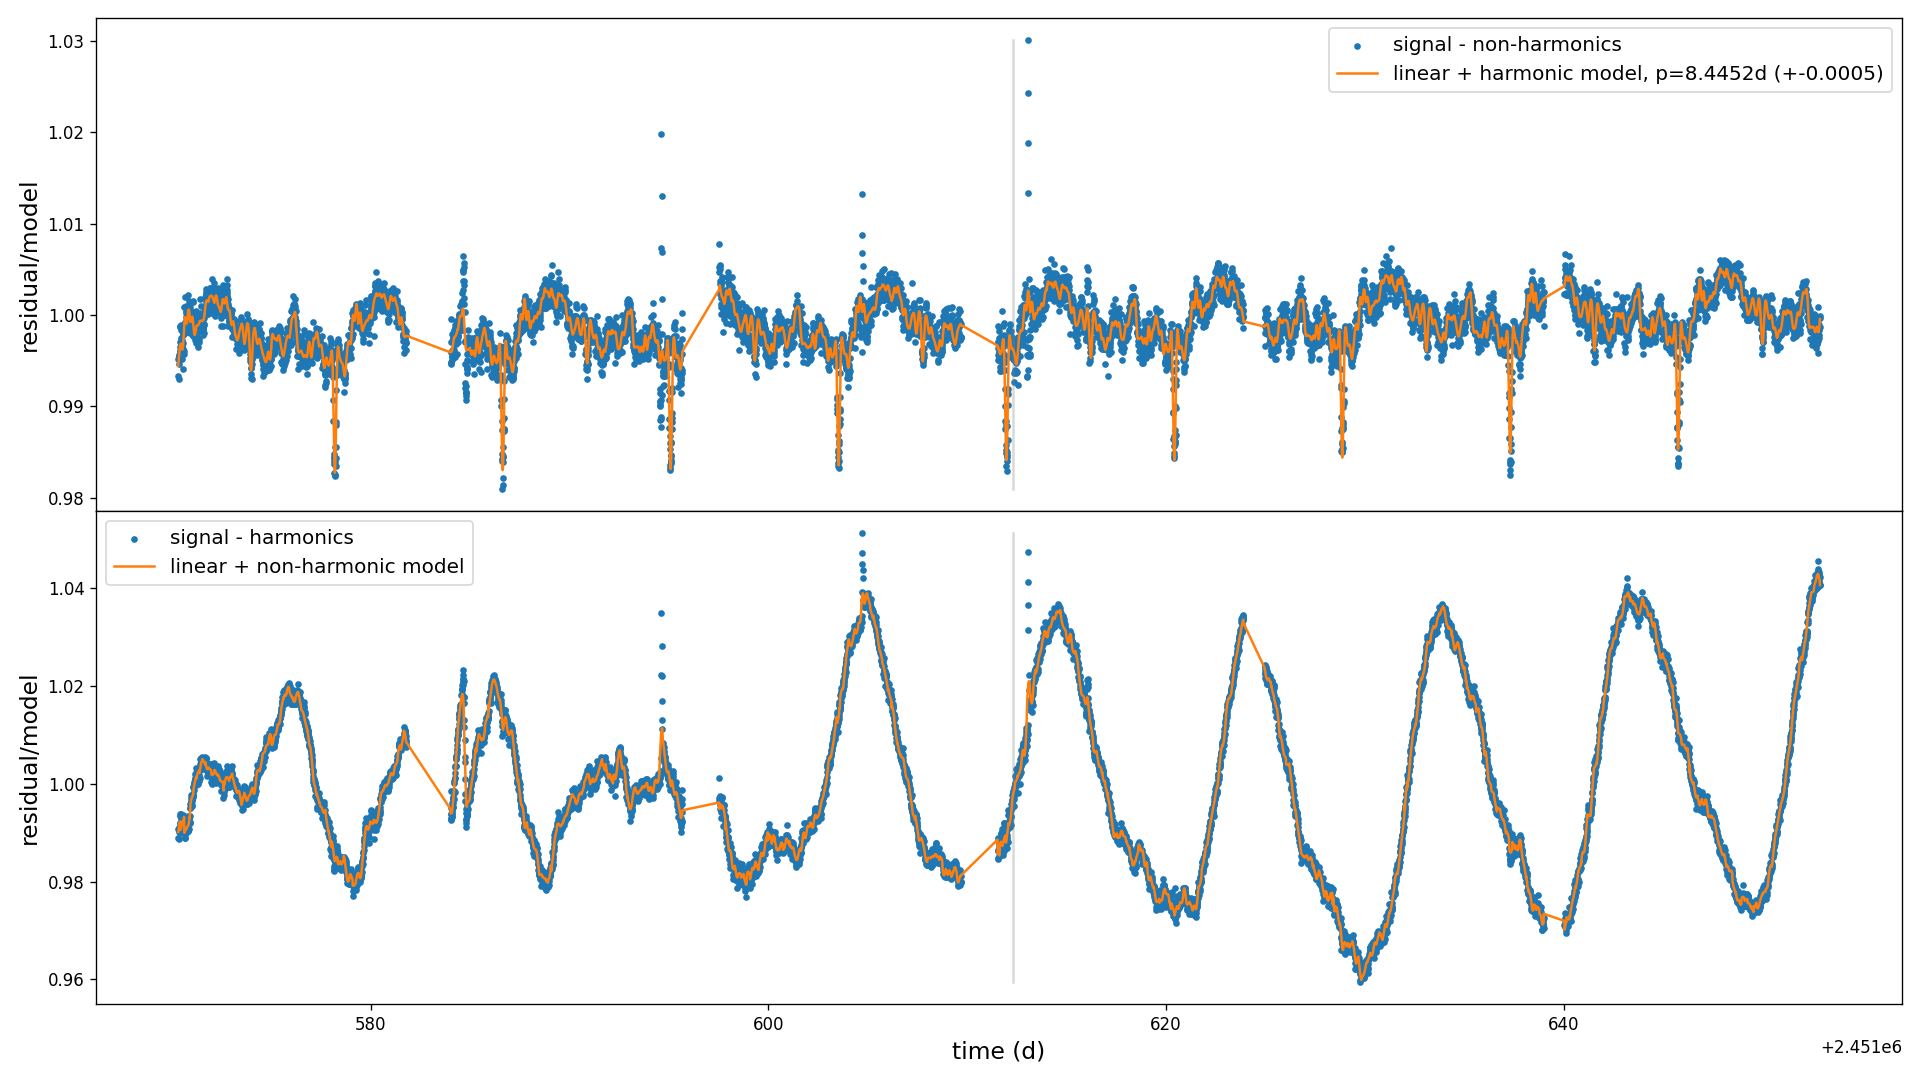 1.03
1.02
1.01
1.00
0.99
0.98
residual/model
signal - non-harmonics
linear + harmonic model, p=8.4452d (+-0.0005)
signal - harmonics
linear + non-harmonic model
1.04
1.02
1.00
0.98
0.96
residual/model
580
600
620
640
time (d)
+2.451e6